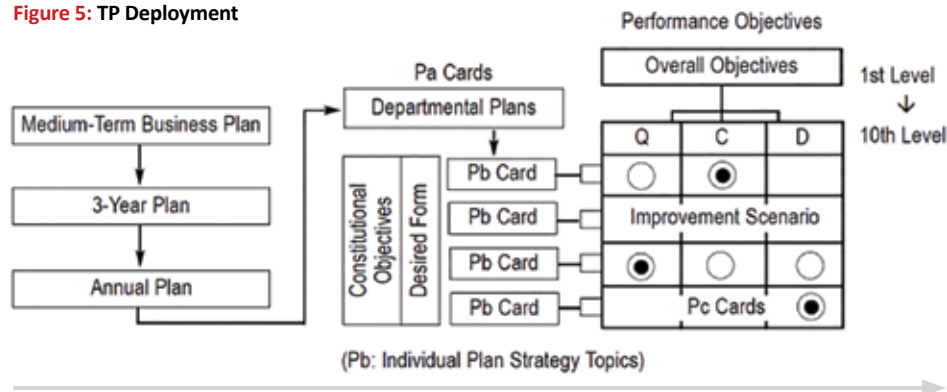 Figure 5: TP Deployment
Performance Objectives
Overall Objectives
1st Level
10th Level
Pa Cards
Departmental Plans
Medium-Term Business Plan
3-Year Plan
Annual Plan
Constitutional
Objectives
Desired Form
Pb Card
Pb Card
Pb Card
Pb Card
Q C D
Improvement Scenario
Pc Cards
(Pb: Individual Plan Strategy Topics)